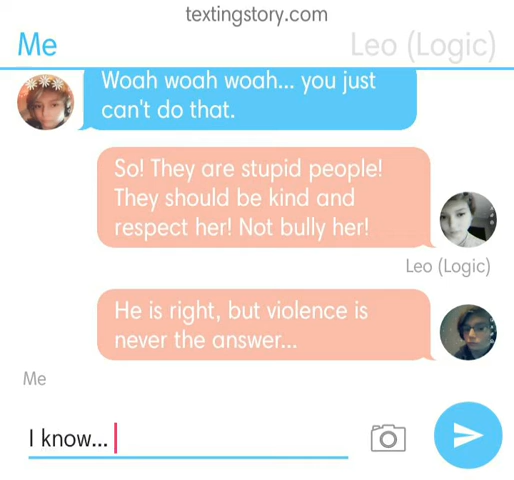 textingstory.com
Me
Leo (Logic)
Woah woah woah... you just
can't do that.
So! They are stupid people!
They should be kind and
respect her! Not bully her!
Leo (Logic)
He is right, but violence is
never the answer...
Me
I know...